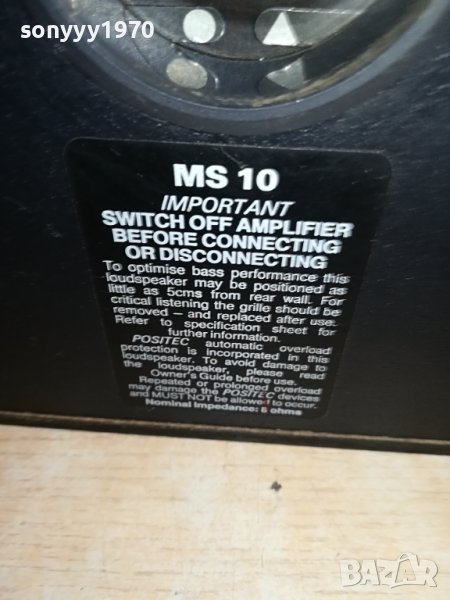 sonyyy1970
MS 10
IMPORTANT
SWITCH OFF AMPLIFIER
BEFORE CONNECTING
OR DISCONNECTING
To optimise bass performance this
loudspeaker may be positioned as
little as 5cms from rear wall. For
critical listening the grille should be
removed – and replaced after use.
Refer to specification sheet for
further information.
POSITEC automatic overload
protection is incorporated in this
loudspeaker. To avoid damage to
the loudspeaker, please read
Owner's Guide before use.
Repeated or prolonged overload
may damage the POSITEC devices
and MUST NOT be allowed to occur.
Nominal Impedance: 6 ohms
BAZAR